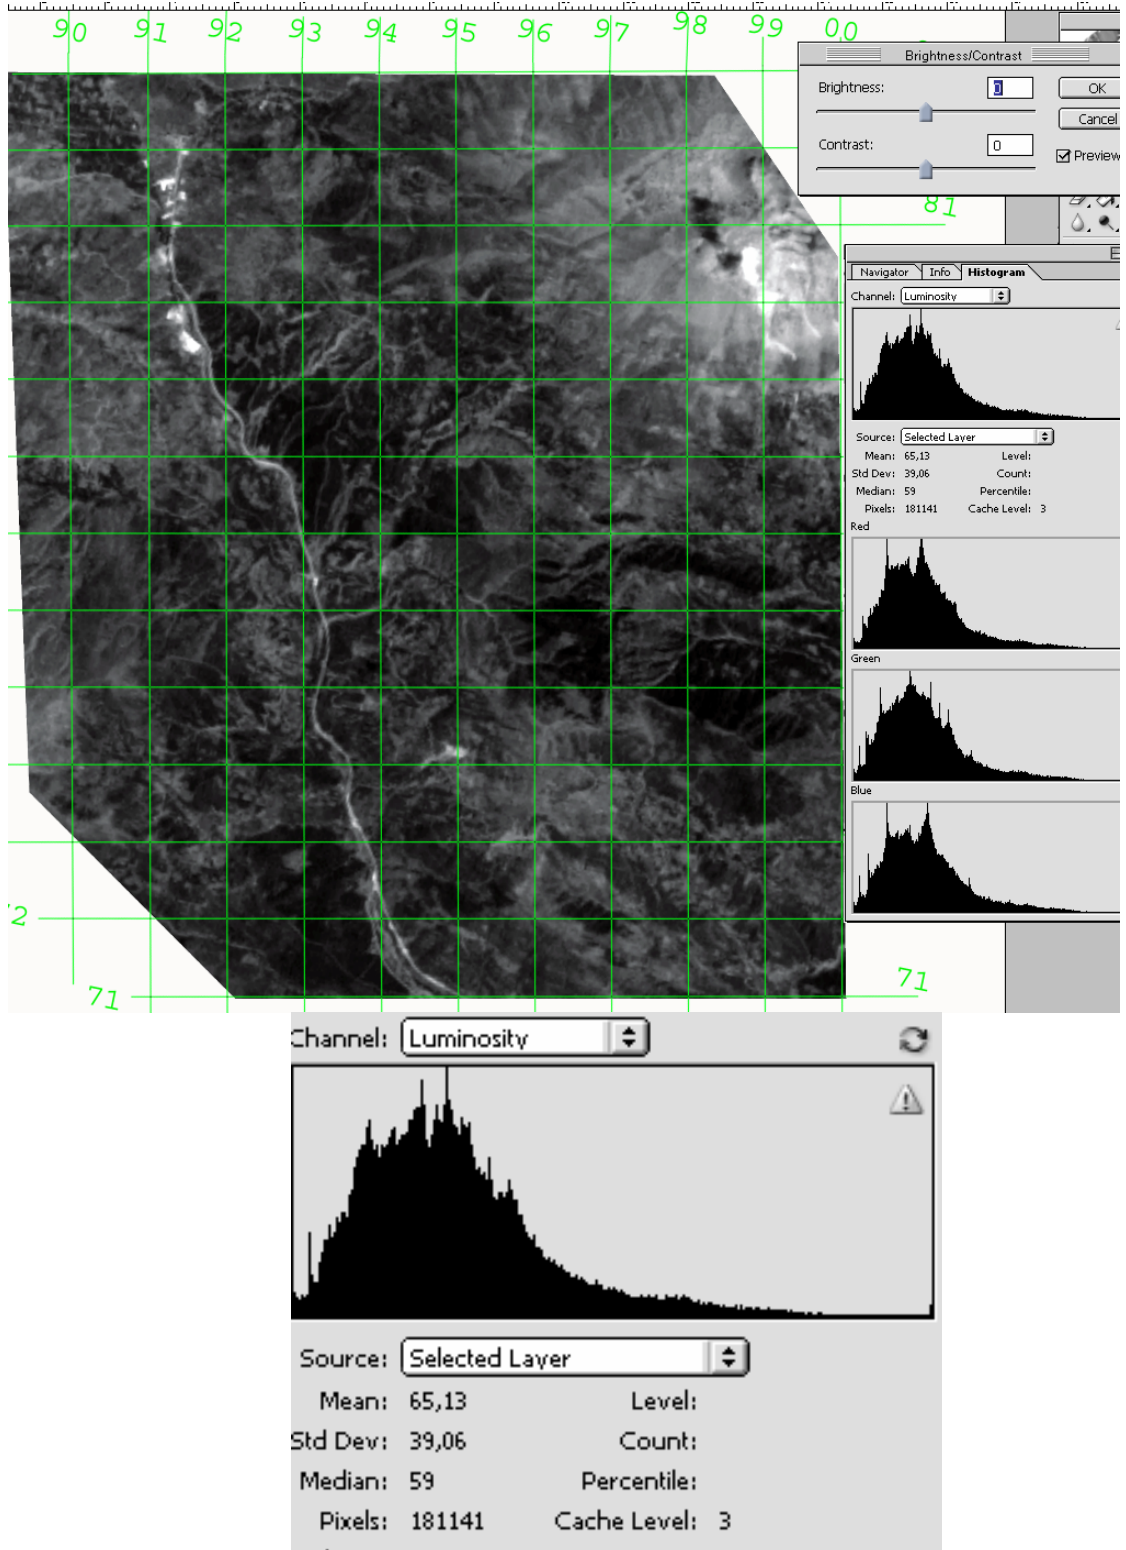 90 91 92 93 94 95 96 97 98 99 00
Brightness/Contrast
Brightness: 0
OK
Cancel
Contrast: 0
Preview
81
Navigator Info Histogram
Channel: Luminosity
Source: Selected Layer
Mean: 65,13 Level:
Std Dev: 39,06 Count:
Median: 59 Percentile:
Pixels: 181141 Cache Level: 3
Red
Green
Blue
71
71
Channel: Luminosity
Source: Selected Layer
Mean: 65,13 Level:
Std Dev: 39,06 Count:
Median: 59 Percentile:
Pixels: 181141 Cache Level: 3